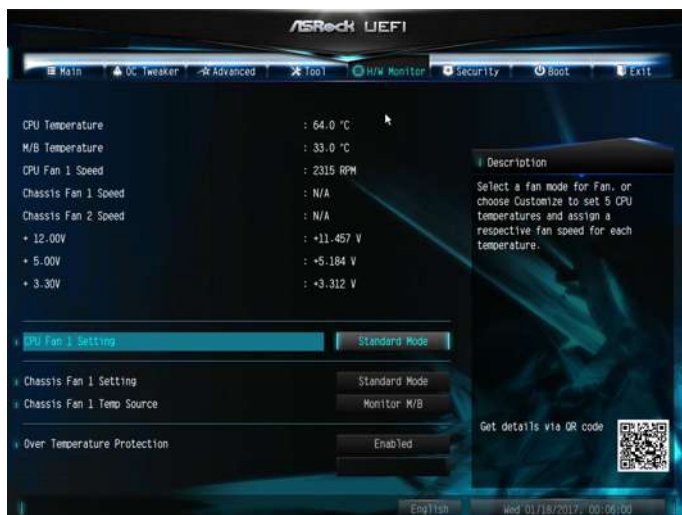 ASRock UEFI
Main OC Tweaker Advanced Tool H/W Monitor Security Boot Exit
CPU Temperature : 64.0 °C
M/B Temperature : 33.0 °C
CPU Fan 1 Speed : 2315 RPM
Chassis Fan 1 Speed : N/A
Chassis Fan 2 Speed : N/A
+ 12.00V : +11.457 V
+ 5.00V : +5.184 V
+ 3.30V : +3.312 V
CPU Fan 1 Setting Standard Mode
Chassis Fan 1 Setting Standard Mode
Chassis Fan 1 Temp Source Monitor M/B
Over Temperature Protection Enabled
Description
Select a fan mode for Fan, or
choose Customize to set 5 CPU
temperatures and assign a
respective fan speed for each
temperature.
Get details via QR code
English Wed 01/18/2017, 00:06:00